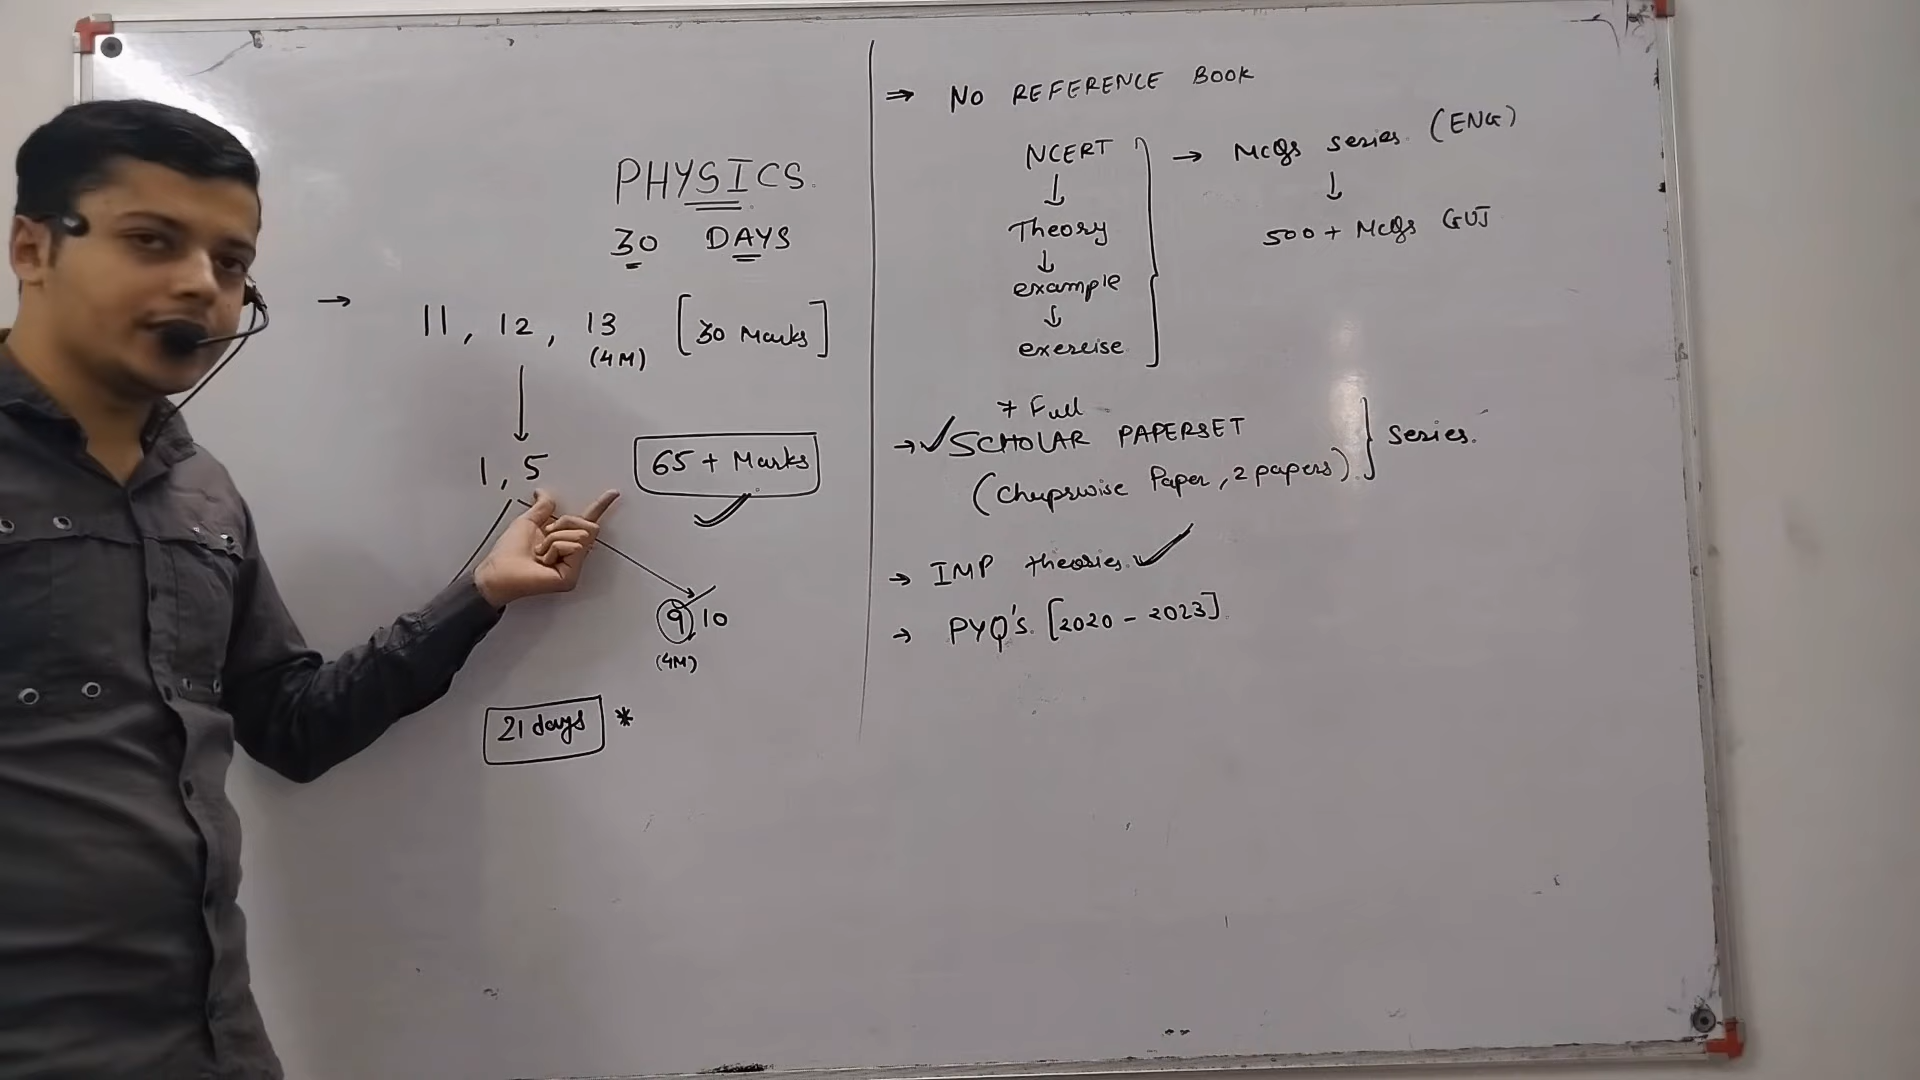 PHYSICS.
30 DAYS
→ 11, 12, 13 [30 Marks]
(4M)
↓
1, 5
65 + Marks
9, 10
(4M)
21 days *
⇒ NO REFERENCE BOOK
NCERT → McQs series. (ENG)
↓
Theory
↓
example
↓
exercise
↓
500 + McQs GUJ
+ Full
→ ✓ SCHOLAR PAPERSET
(Chapswise Paper, 2 papers). } series.
→ IMP theories. ✓
→ PYQ's. [2020 - 2023].